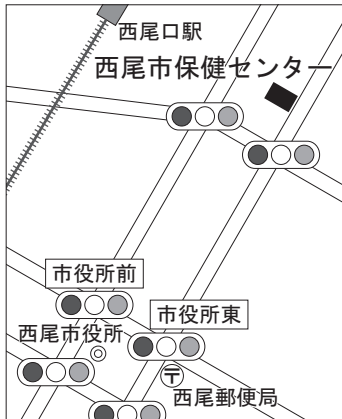 西尾口駅
西尾市保健センター
市役所前
市役所東
西尾市役所
西尾郵便局